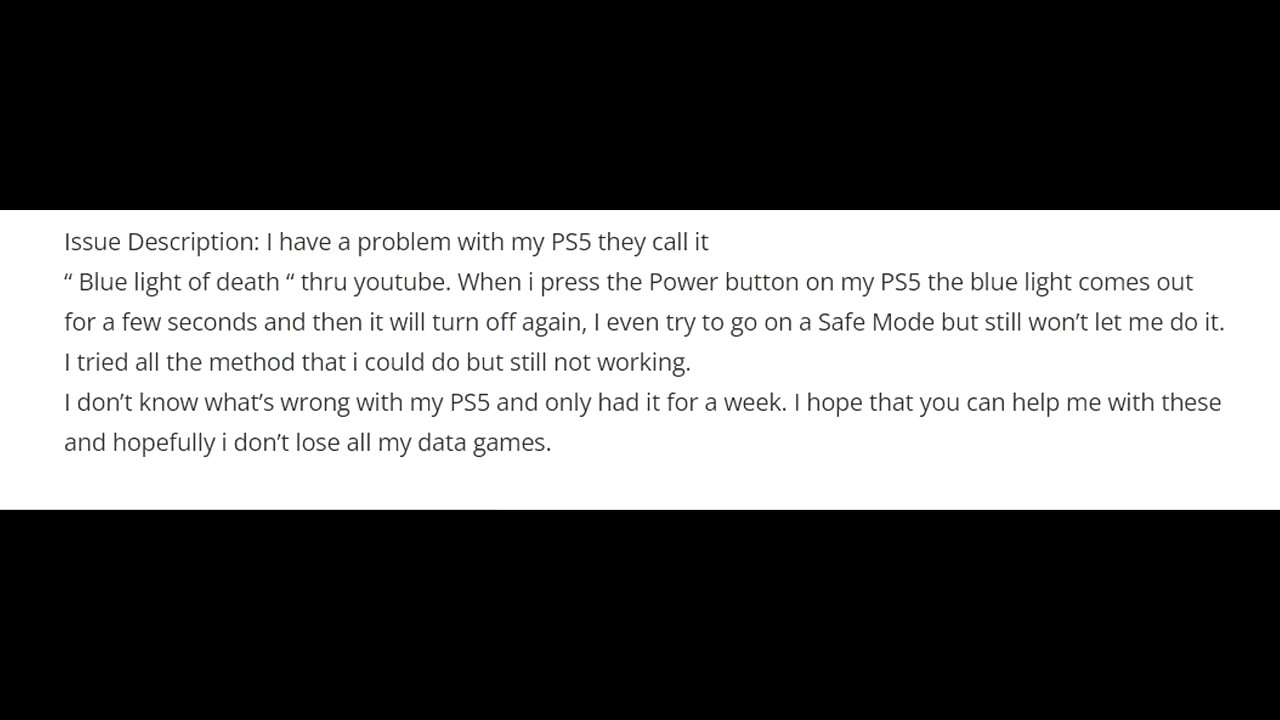 Issue Description: I have a problem with my PS5 they call it
“ Blue light of death “ thru youtube. When i press the Power button on my PS5 the blue light comes out
for a few seconds and then it will turn off again, I even try to go on a Safe Mode but still won’t let me do it.
I tried all the method that i could do but still not working.
I don’t know what’s wrong with my PS5 and only had it for a week. I hope that you can help me with these
and hopefully i don’t lose all my data games.